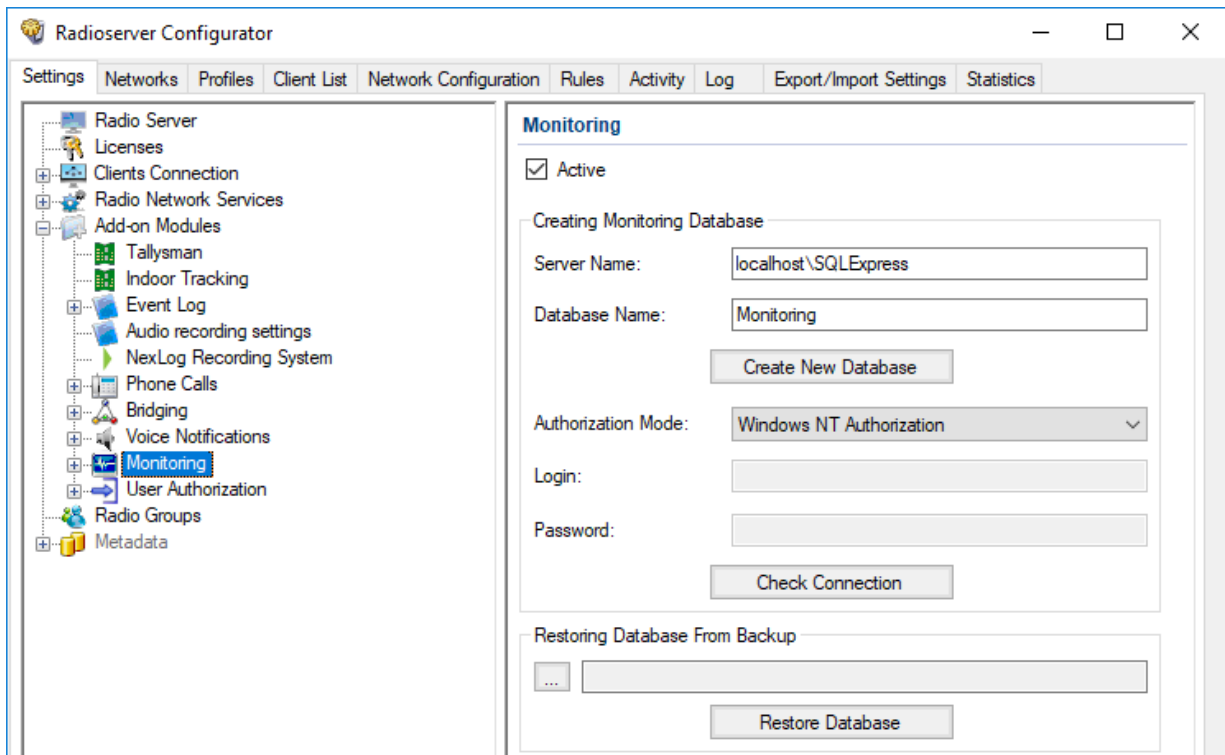 Radioserver Configurator
Settings Networks Profiles Client List Network Configuration Rules Activity Log Export/Import Settings Statistics
Radio Server
Licenses
Clients Connection
Radio Network Services
Add-on Modules
Tallysman
Indoor Tracking
Event Log
Audio recording settings
NexLog Recording System
Phone Calls
Bridging
Voice Notifications
Monitoring
User Authorization
Radio Groups
Metadata
Monitoring
Active
Creating Monitoring Database
Server Name: localhost\SQLExpress
Database Name: Monitoring
Create New Database
Authorization Mode: Windows NT Authorization
Login:
Password:
Check Connection
Restoring Database From Backup
...
Restore Database